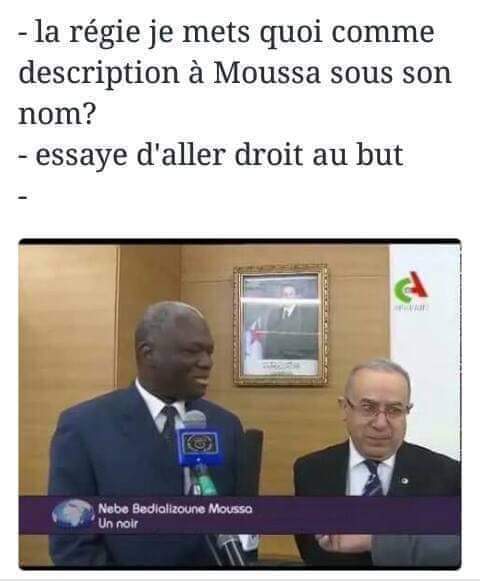 - la régie je mets quoi comme
description à Moussa sous son
nom?
- essaye d'aller droit au but
-
Nebe Bedializoune Moussa
Un noir